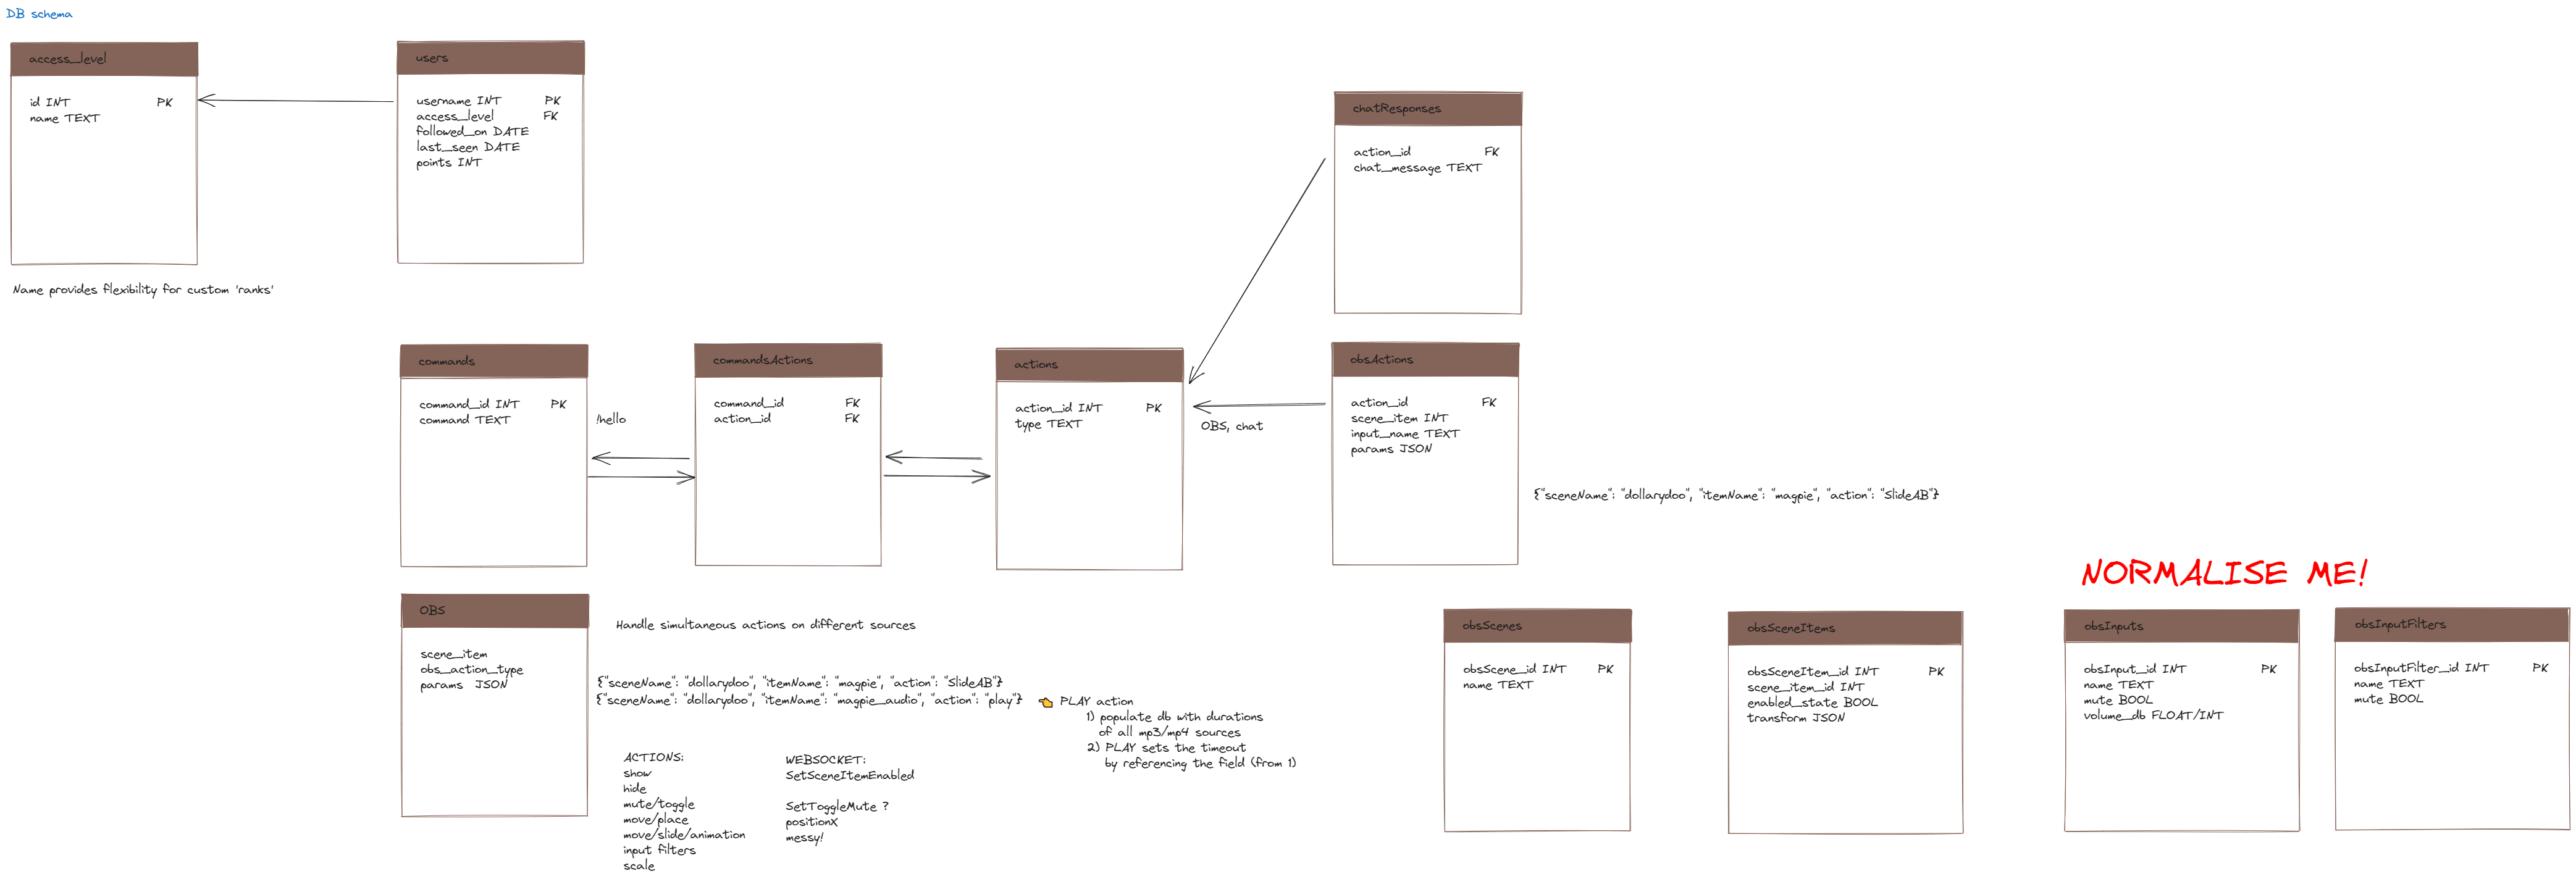 DB schema
access_level
id INT PK
name TEXT
Name provides flexibility for custom 'ranks'
users
username INT PK
access_level FK
followed_on DATE
last_seen DATE
points INT
chatResponses
action_id FK
chat_message TEXT
commands
command_id INT PK
command TEXT
!hello
commandsActions
command_id FK
action_id FK
actions
action_id INT PK
type TEXT
OBS, chat
obsActions
action_id FK
scene_item INT
input_name TEXT
params JSON
{"sceneName": "dollarydoo", "itemName": "magpie", "action": "SlideAB"}
OBS
scene_item
obs_action_type
params JSON
Handle simultaneous actions on different sources
{"sceneName": "dollarydoo", "itemName": "magpie", "action": "SlideAB"}
{"sceneName": "dollarydoo", "itemName": "magpie_audio", "action": "play"}
👈 PLAY action
1) populate db with durations
of all mp3/mp4 sources
2) PLAY sets the timeout
by referencing the field (from 1)
ACTIONS:
show
hide
mute/toggle
move/place
move/slide/animation
input filters
scale
WEBSOCKET:
SetSceneItemEnabled
SetToggleMute ?
positionX
messy!
NORMALISE ME!
obsScenes
obsScene_id INT PK
name TEXT
obsSceneItems
obsSceneItem_id INT PK
scene_item_id INT
enabled_state BOOL
transform JSON
obsInputs
obsInput_id INT PK
name TEXT
mute BOOL
volume_db FLOAT/INT
obsInputFilters
obsInputFilter_id INT PK
name TEXT
mute BOOL